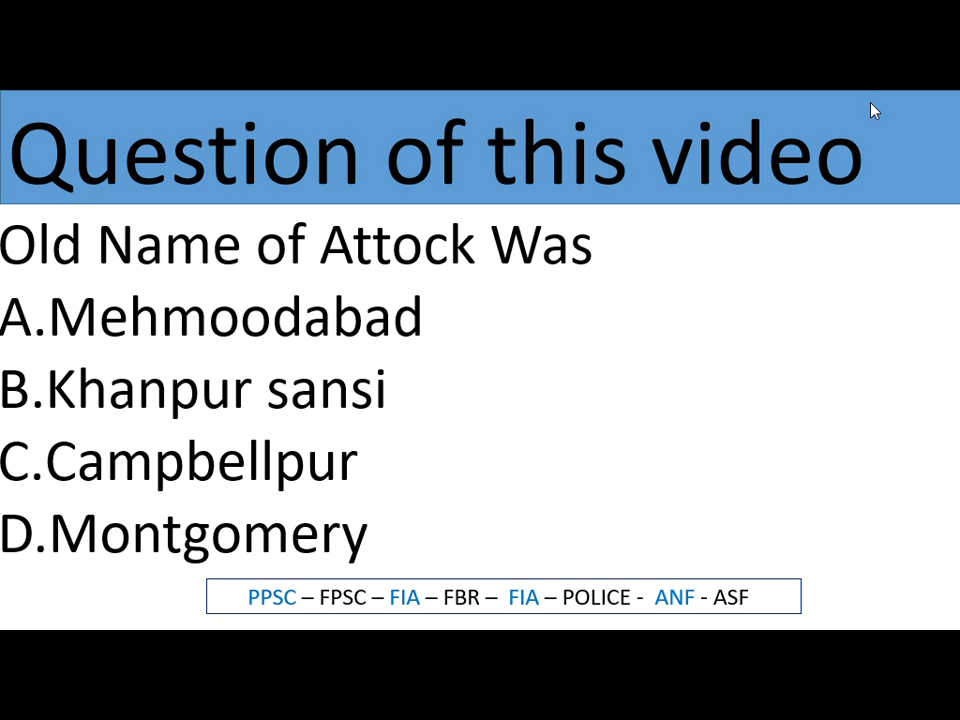 Question of this video
Old Name of Attock Was
A.Mehmoodabad
B.Khanpur sansi
C.Campbellpur
D.Montgomery
PPSC – FPSC – FIA – FBR – FIA – POLICE - ANF - ASF